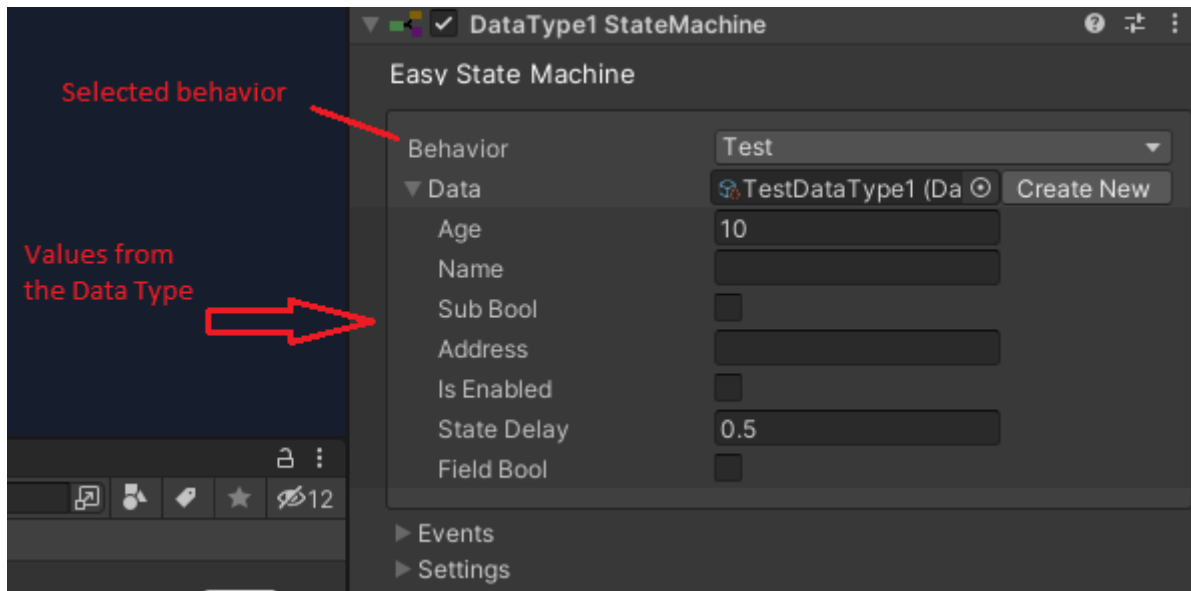 DataType1 StateMachine
Easy State Machine
Selected behavior
Behavior
Test
Data
TestDataType1 (Da
Create New
Age
10
Values from
the Data Type
Name
Sub Bool
Address
Is Enabled
State Delay
0.5
Field Bool
12
Events
Settings